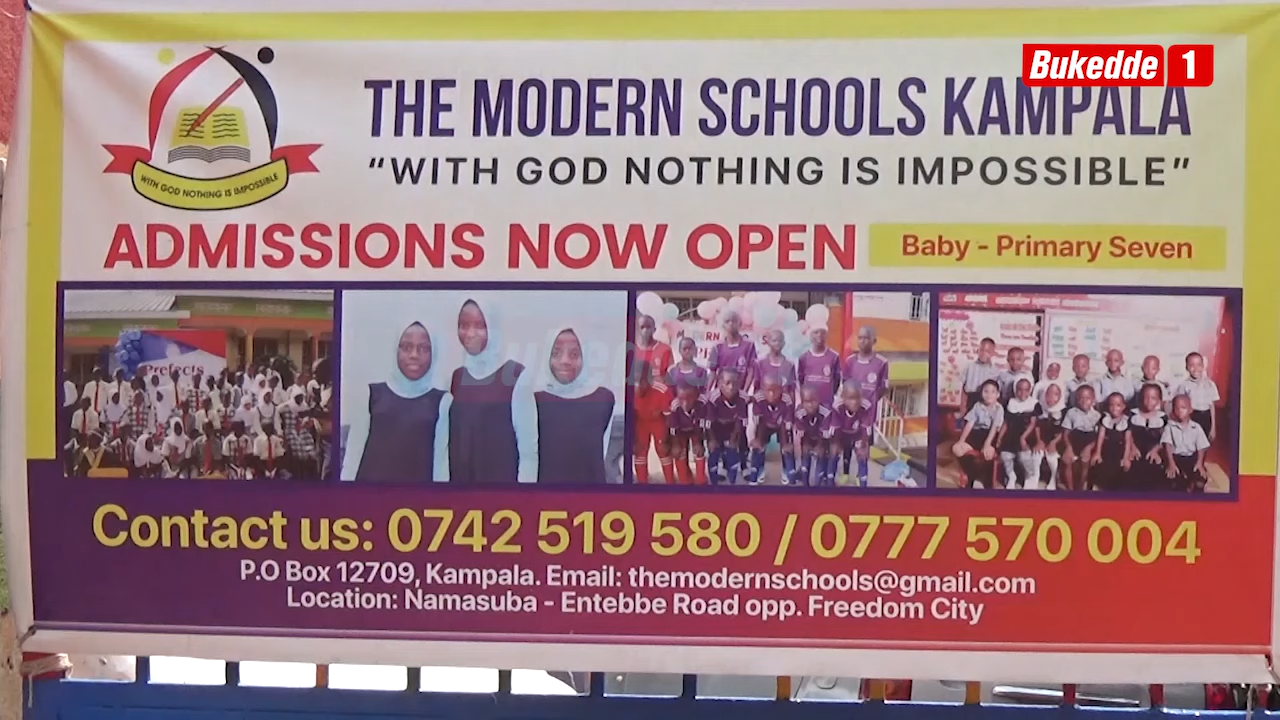 Bukedde 1
THE MODERN SCHOOLS KAMPALA
“WITH GOD NOTHING IS IMPOSSIBLE”
WITH GOD NOTHING IS IMPOSSIBLE
ADMISSIONS NOW OPEN
Baby - Primary Seven
Prefects
Contact us: 0742 519 580 / 0777 570 004
P.O Box 12709, Kampala. Email: themodernschools@gmail.com
Location: Namasuba - Entebbe Road opp. Freedom City